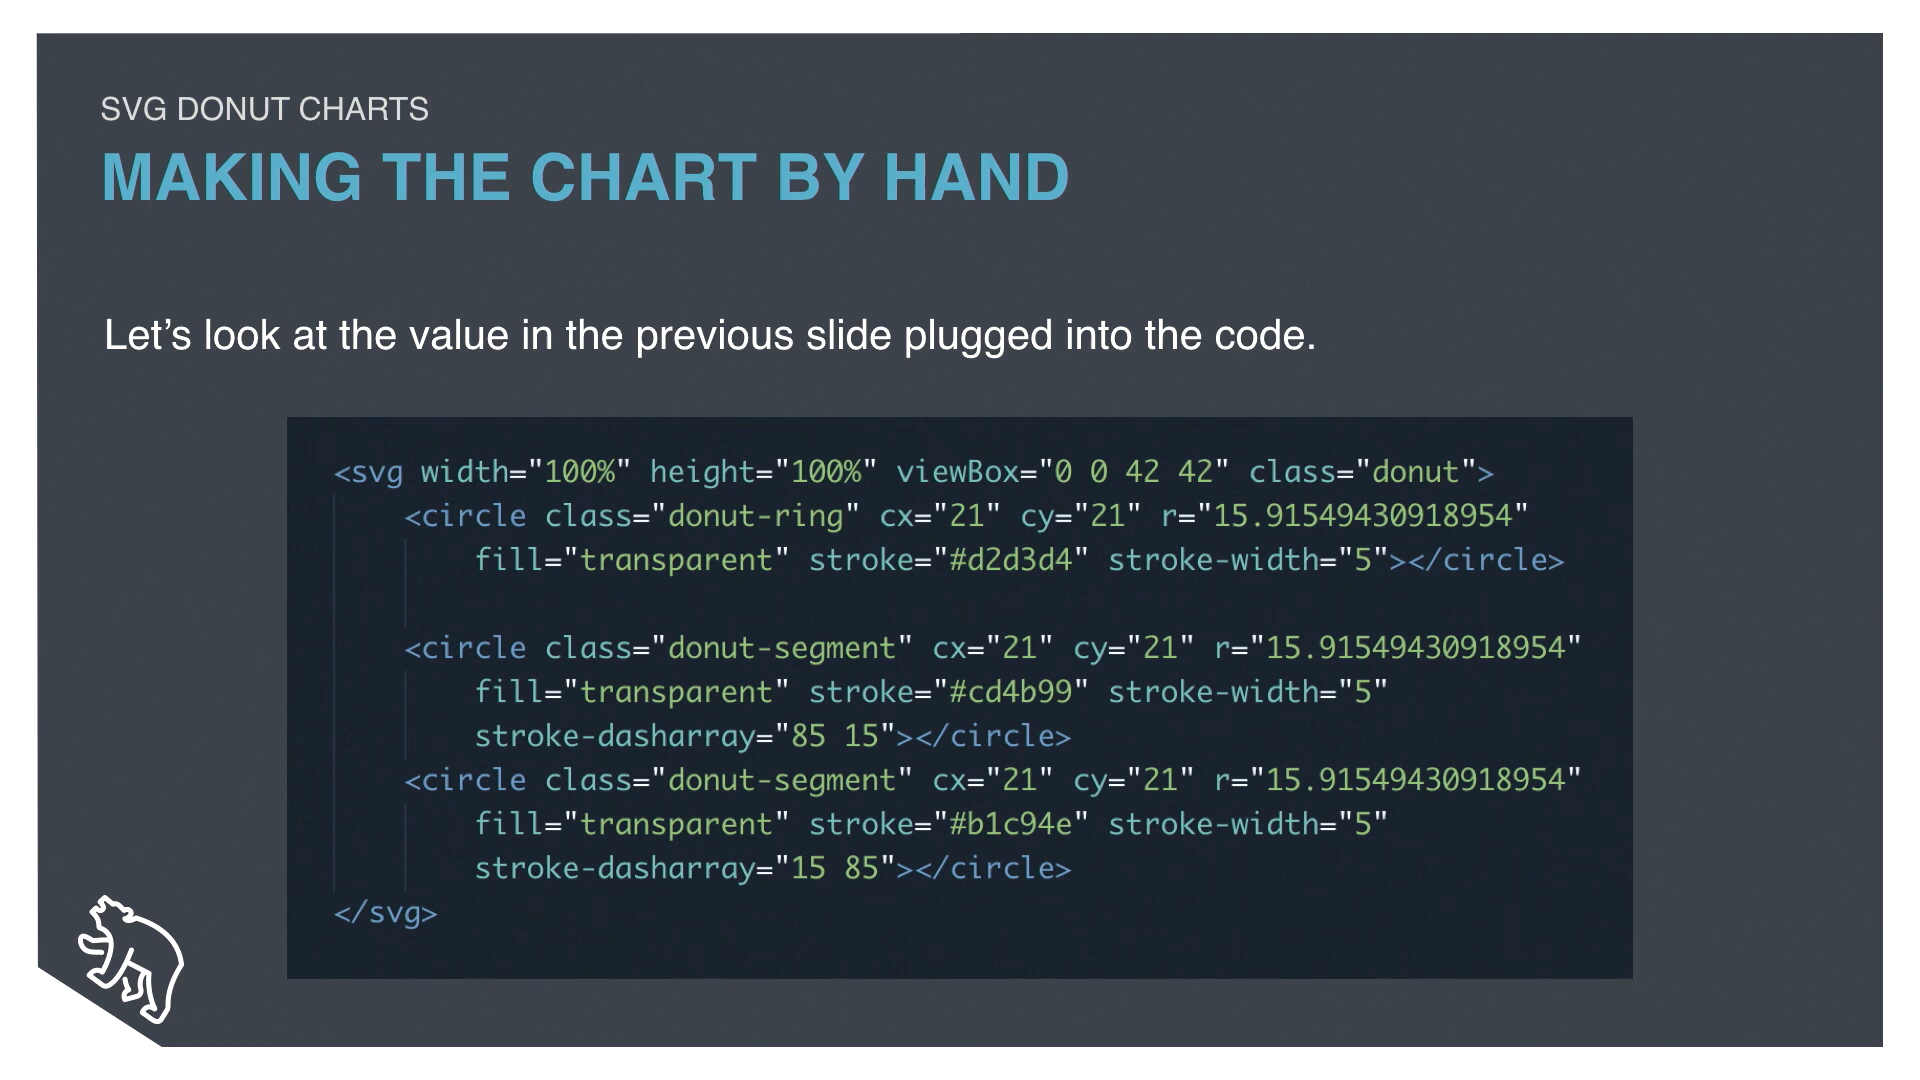 SVG DONUT CHARTS
MAKING THE CHART BY HAND
Let’s look at the value in the previous slide plugged into the code.
<svg width="100%" height="100%" viewBox="0 0 42 42" class="donut">
<circle class="donut-ring" cx="21" cy="21" r="15.91549430918954"
fill="transparent" stroke="#d2d3d4" stroke-width="5"></circle>
<circle class="donut-segment" cx="21" cy="21" r="15.91549430918954"
fill="transparent" stroke="#cd4b99" stroke-width="5"
stroke-dasharray="85 15"></circle>
<circle class="donut-segment" cx="21" cy="21" r="15.91549430918954"
fill="transparent" stroke="#b1c94e" stroke-width="5"
stroke-dasharray="15 85"></circle>
</svg>